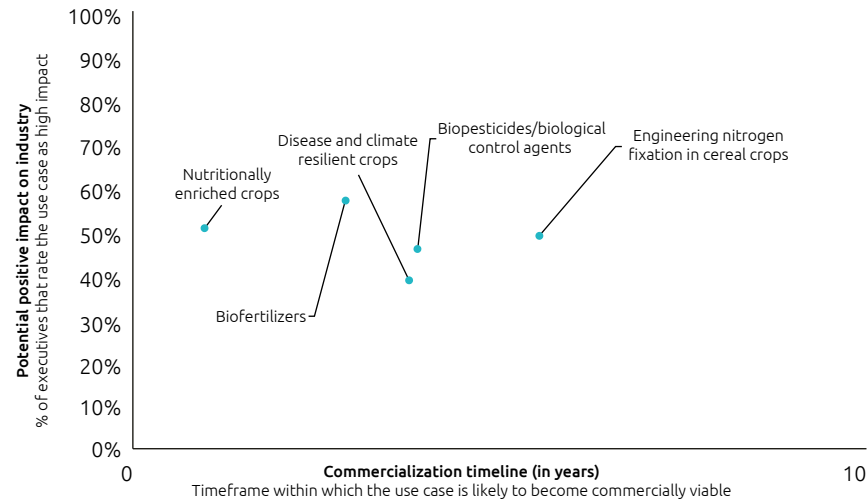 100%
90%
80%
70%
60%
50%
40%
30%
20%
10%
0%
Potential positive impact on industry
% of executives that rate the use case as high impact
Nutritionally
enriched crops
Disease and climate
resilient crops
Biopesticides/biological
control agents
Engineering nitrogen
fixation in cereal crops
Biofertilizers
0
10
Commercialization timeline (in years)
Timeframe within which the use case is likely to become commercially viable